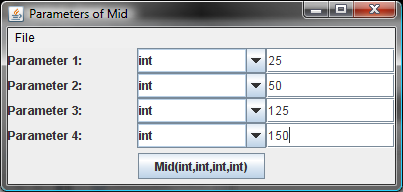 Parameters of Mid
File
Parameter 1: int 25
Parameter 2: int 50
Parameter 3: int 125
Parameter 4: int 150
Mid(int,int,int,int)